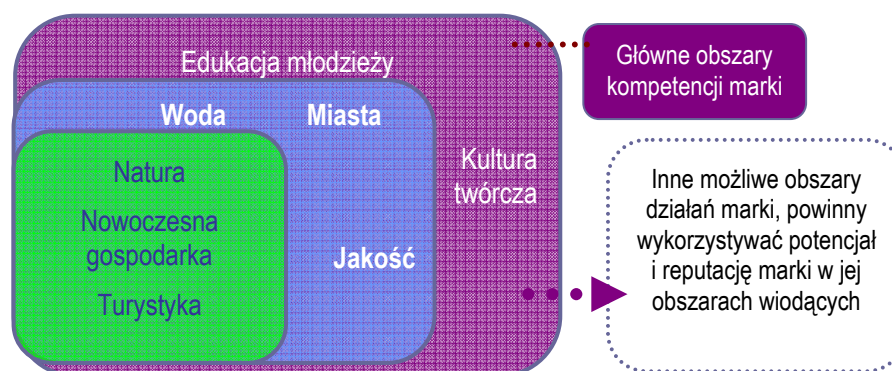 Edukacja młodzieży
Woda
Miasta
Natura
Nowoczesna
gospodarka
Turystyka
Jakość
Kultura
twórcza
Główne obszary
kompetencji marki
Inne możliwe obszary
działań marki, powinny
wykorzystywać potencjał
i reputację marki w jej
obszarach wiodących